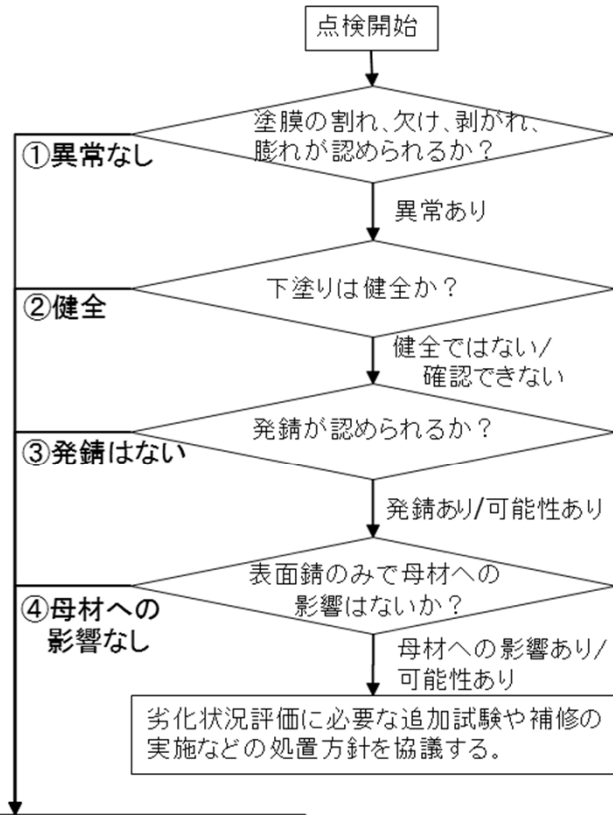 点検開始
塗膜の割れ、欠け、剥がれ、
膨れが認められるか？
①異常なし
異常あり
下塗りは健全か？
②健全
健全ではない/
確認できない
発錆が認められるか？
③発錆はない
発錆あり/可能性あり
表面錆のみで母材への
影響はないか？
④母材への
影響なし
母材への影響あり/
可能性あり
劣化状況評価に必要な追加試験や補修の
実施などの処置方針を協議する。